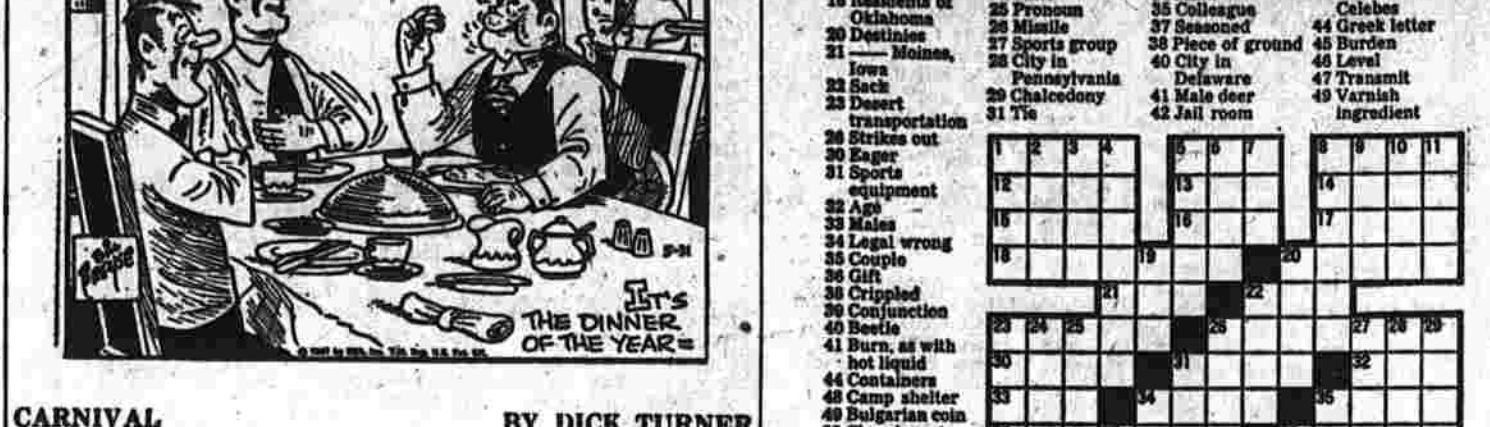 5-31
IT'S
THE DINNER
OF THE YEAR=
CARNIVAL
BY DICK TURNER
Oklahoma
20 Destinies
21 —— Moines,
Iowa
22 Sack
23 Desert
transportation
26 Strikes out
30 Eager
31 Sports
equipment
32 Age
33 Males
34 Legal wrong
35 Couple
36 Gift
38 Crippled
39 Conjunction
40 Beetle
41 Burn, as with
hot liquid
44 Containers
48 Camp shelter
49 Bulgarian coin
25 Pronoun
26 Missile
27 Sports group
28 City in
Pennsylvania
29 Chalcedony
31 Tie
35 Colleague
37 Seasoned
38 Piece of ground
40 City in
Delaware
41 Male deer
42 Jail room
Celebes
44 Greek letter
45 Burden
46 Level
47 Transmit
49 Varnish
ingredient
1 2 3 4 5 6 7 8 9 10 11
12 13 14
15 16 17
18 19 20
21 22
23 24 25 26 27 28 29
30 31 32
33 34 35